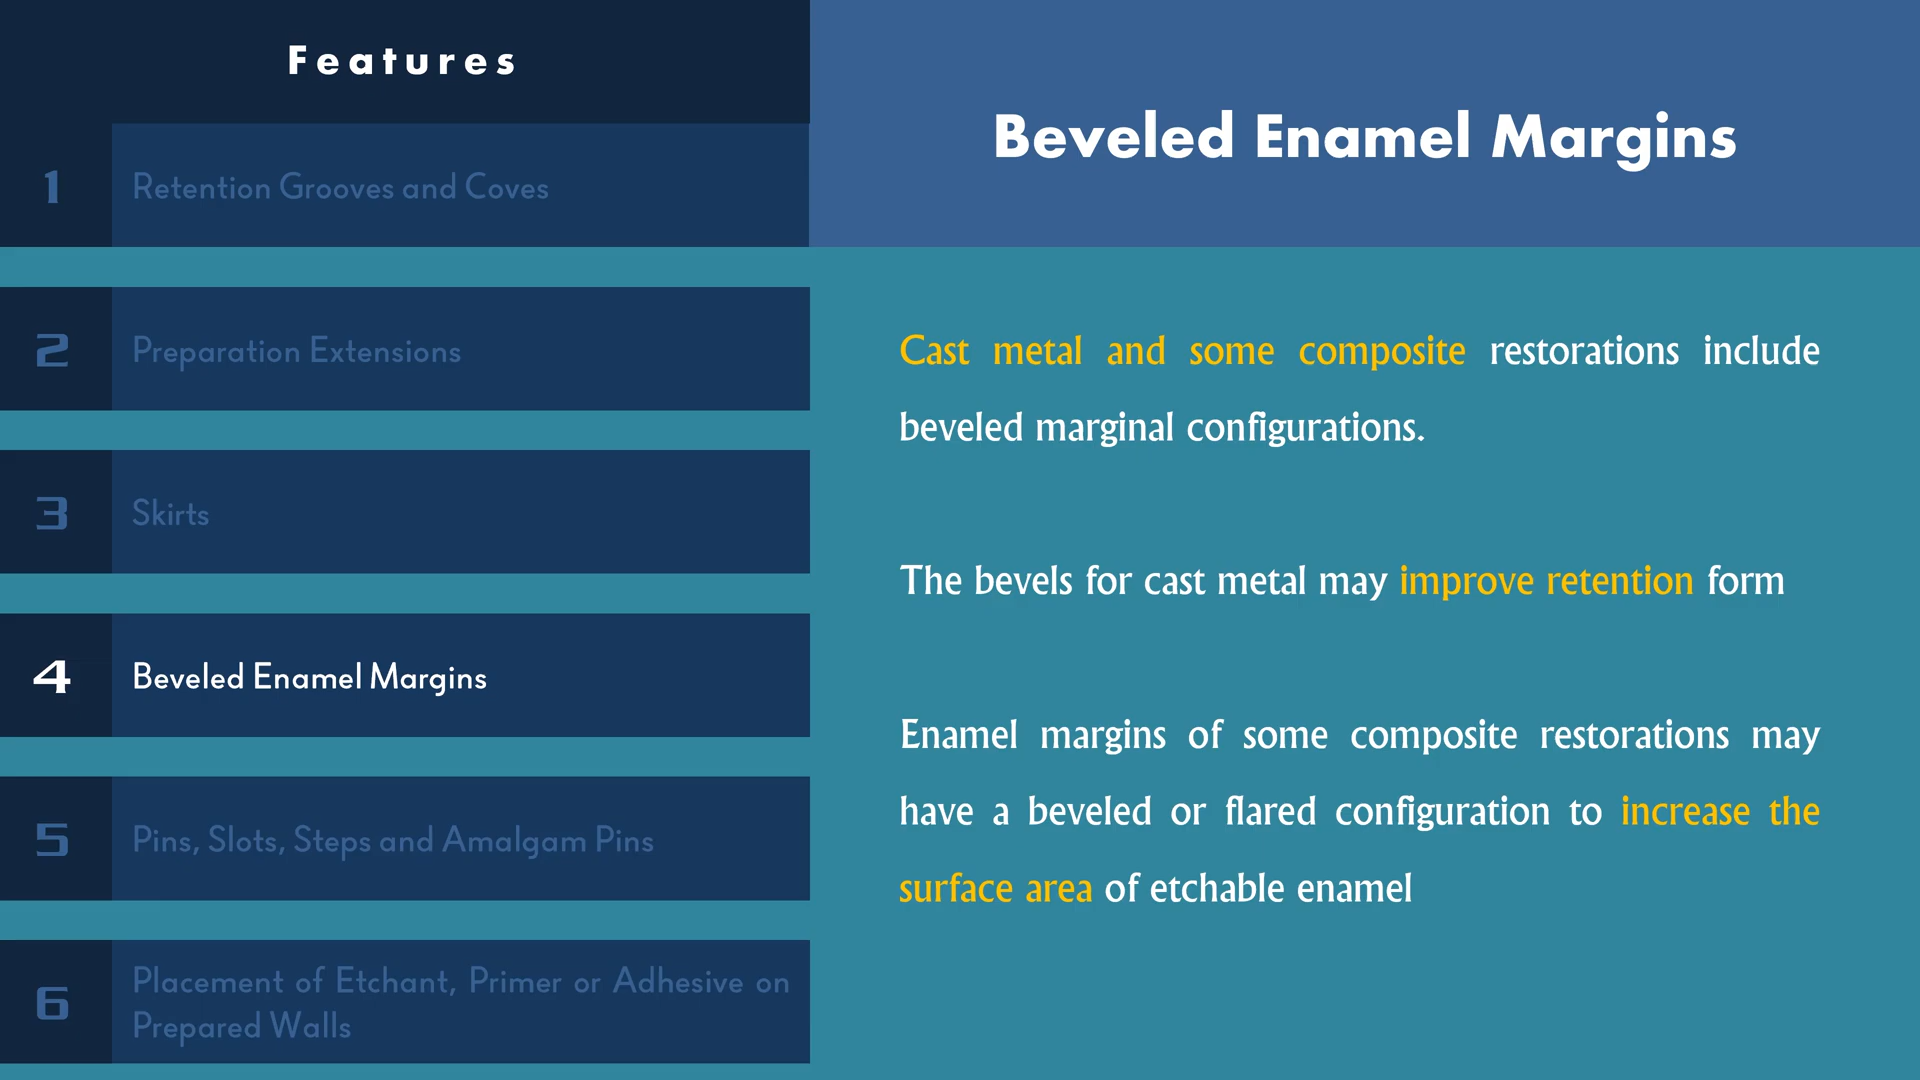 Features
1
Retention Grooves and Coves
2
Preparation Extensions
3
Skirts
4
Beveled Enamel Margins
5
Pins, Slots, Steps and Amalgam Pins
6
Placement of Etchant, Primer or Adhesive on
Prepared Walls
Beveled Enamel Margins
Cast metal and some composite restorations include
beveled marginal configurations.
The bevels for cast metal may improve retention form
Enamel margins of some composite restorations may
have a beveled or flared configuration to increase the
surface area of etchable enamel